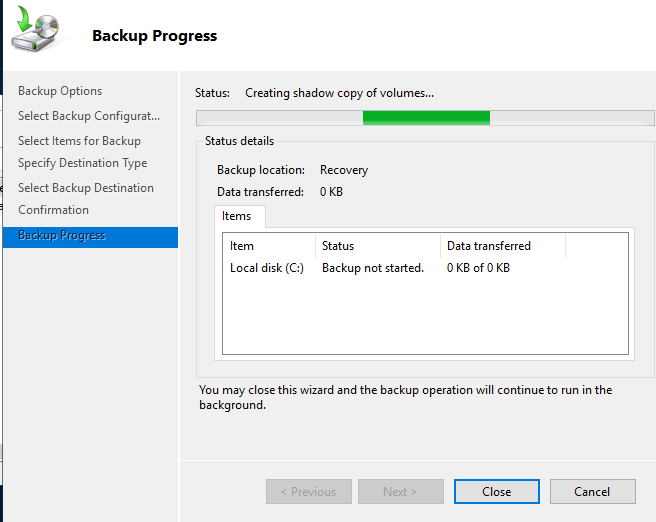 Backup Progress
Backup Options
Select Backup Configurat...
Select Items for Backup
Specify Destination Type
Select Backup Destination
Confirmation
Backup Progress
Status: Creating shadow copy of volumes...
Status details
Backup location: Recovery
Data transferred: 0 KB
Items
Item Status Data transferred
Local disk (C:) Backup not started. 0 KB of 0 KB
You may close this wizard and the backup operation will continue to run in the
background.
< Previous Next > Close Cancel